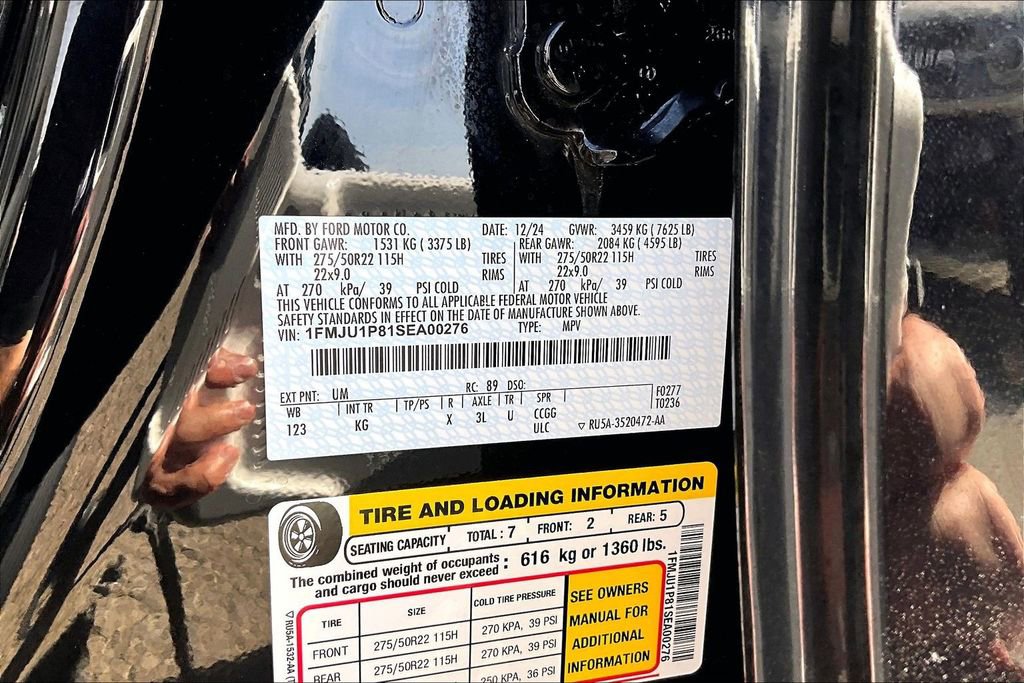 MFD. BY FORD MOTOR CO. DATE: 12/24 GVWR: 3459 KG ( 7625 LB)
FRONT GAWR: 1531 KG ( 3375 LB) REAR GAWR: 2084 KG ( 4595 LB)
WITH 275/50R22 115H TIRES WITH 275/50R22 115H TIRES
22x9.0 RIMS 22x9.0 RIMS
AT 270 kPa/ 39 PSI COLD AT 270 kPa/ 39 PSI COLD
THIS VEHICLE CONFORMS TO ALL APPLICABLE FEDERAL MOTOR VEHICLE
SAFETY STANDARDS IN EFFECT ON THE DATE OF MANUFACTURE SHOWN ABOVE.
VIN: 1FMJU1P81SEA00276 TYPE: MPV
EXT PNT: UM RC: 89 DSO: F0277
WB INT TR TP/PS R AXLE TR SPR T0236
123 KG X 3L U CCGG
ULC ▽ RU5A-3520472-AA
TIRE AND LOADING INFORMATION
SEATING CAPACITY TOTAL : 7 FRONT: 2 REAR: 5
The combined weight of occupants
and cargo should never exceed : 616 kg or 1360 lbs.
TIRE SIZE COLD TIRE PRESSURE
FRONT 275/50R22 115H 270 KPA, 39 PSI
REAR 275/50R22 115H 270 KPA, 39 PSI
250 KPA, 36 PSI
SEE OWNERS
MANUAL FOR
ADDITIONAL
INFORMATION
1FMJU1P81SEA00276
▽ RU5A-1532-AA